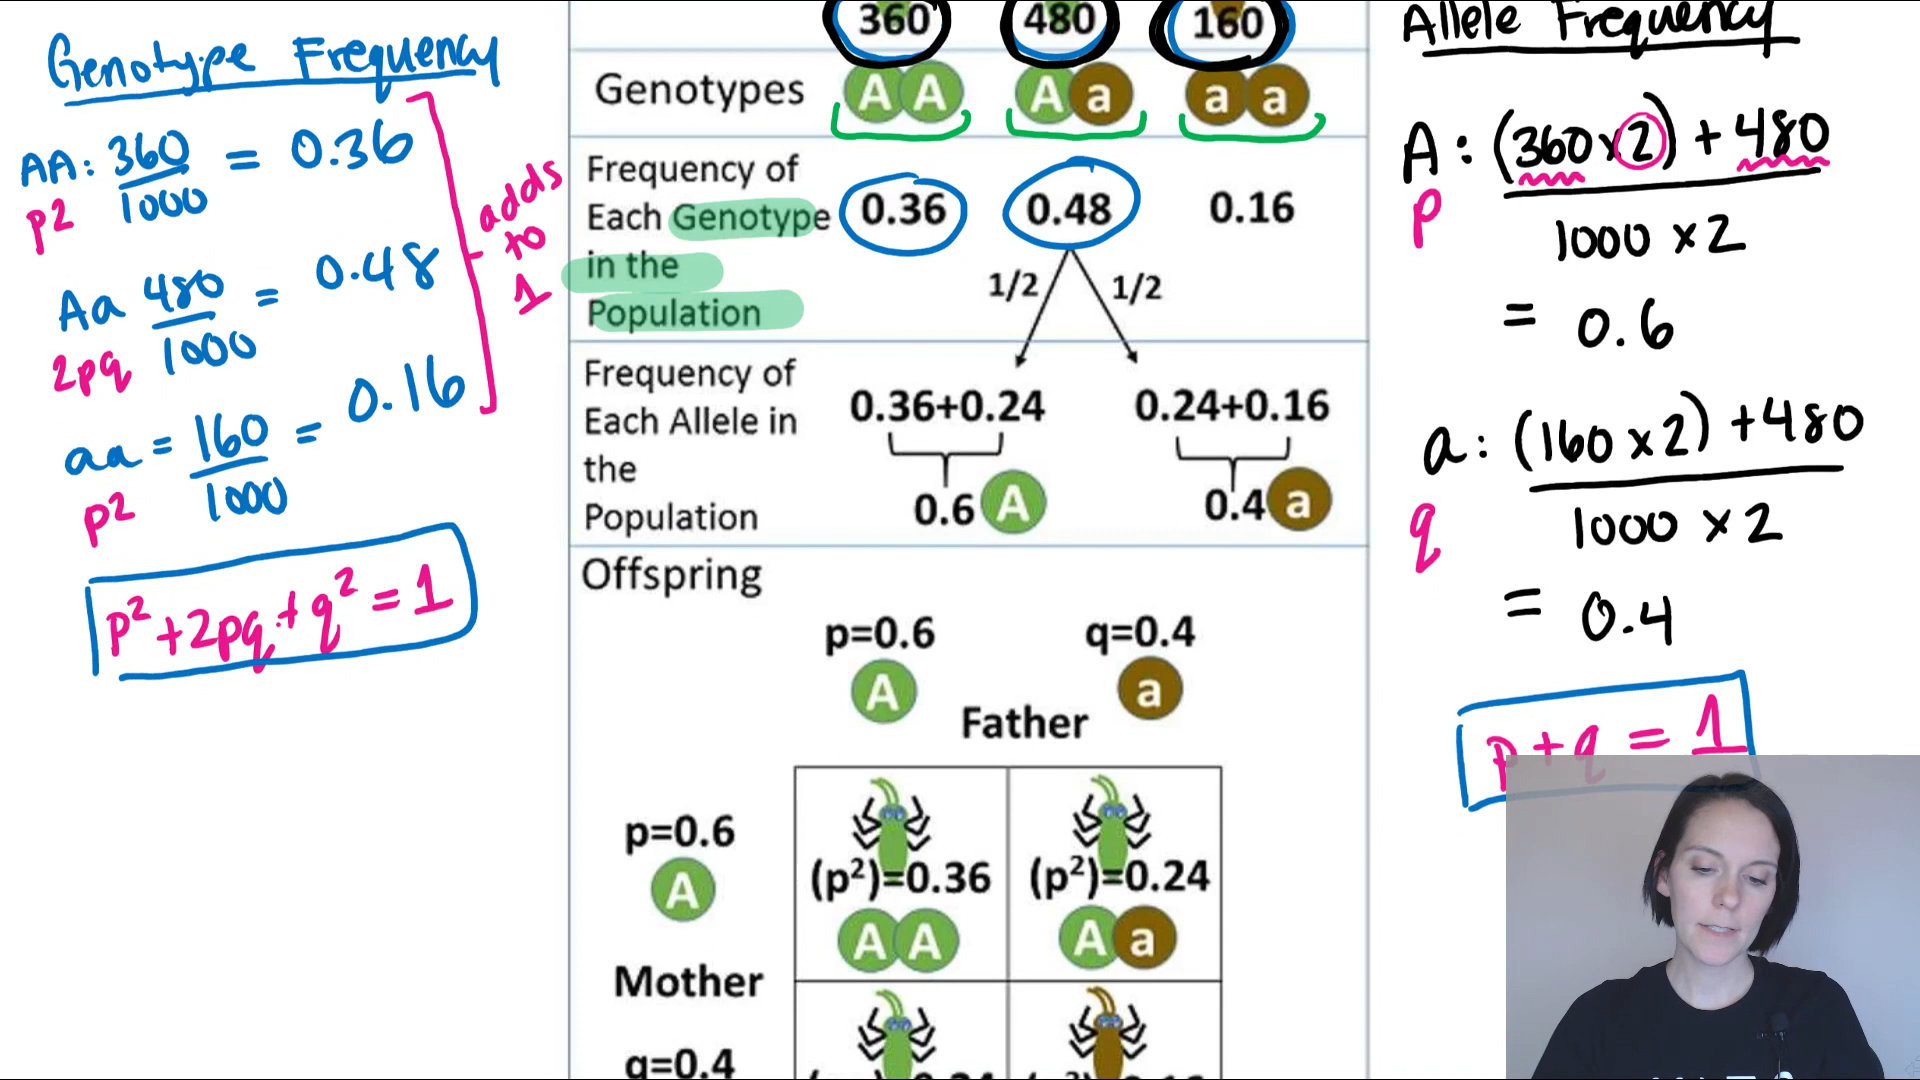 Genotype Frequency
AA: 360/1000 = 0.36
p2
Aa 480/1000 = 0.48
2pq
aa = 160/1000 = 0.16
p2
adds
to
1
p² + 2pq + q² = 1
360 480 160
Genotypes AA Aa aa
Frequency of
Each Genotype
in the
Population
0.36 0.48 0.16
1/2 1/2
Frequency of
Each Allele in
the
Population
0.36+0.24 0.24+0.16
0.6 A 0.4 a
Offspring
p=0.6 q=0.4
A a
Father
p=0.6
A
(p²)=0.36 (p²)=0.24
AA Aa
Mother
q=0.4
Allele Frequency
A: (360 x 2) + 480
p
1000 x 2
= 0.6
a: (160 x 2) + 480
q
1000 x 2
= 0.4
p + q = 1